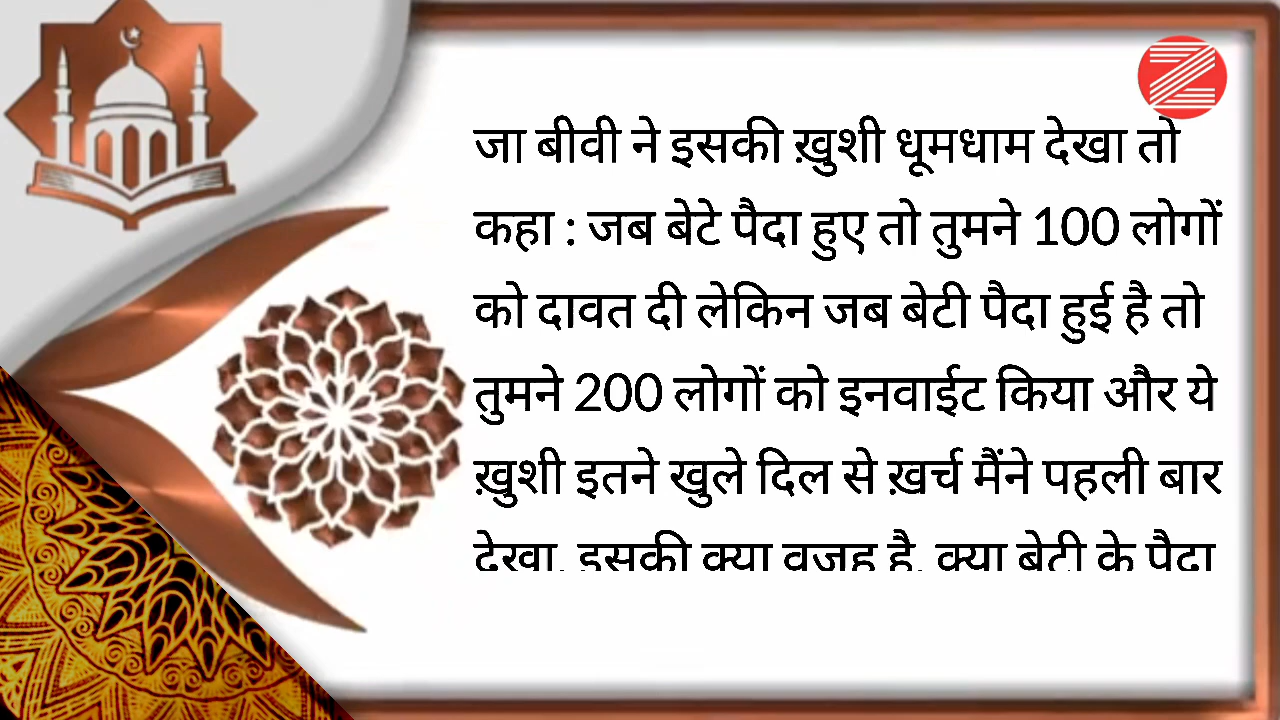 जा बीवी ने इसकी ख़ुशी धूमधाम देखा तो
कहा : जब बेटे पैदा हुए तो तुमने 100 लोगों
को दावत दी लेकिन जब बेटी पैदा हुई है तो
तुमने 200 लोगों को इनवाईट किया और ये
ख़ुशी इतने खुले दिल से ख़र्च मैंने पहली बार
देखा, इसकी क्या वजह है, क्या बेटी के पैदा